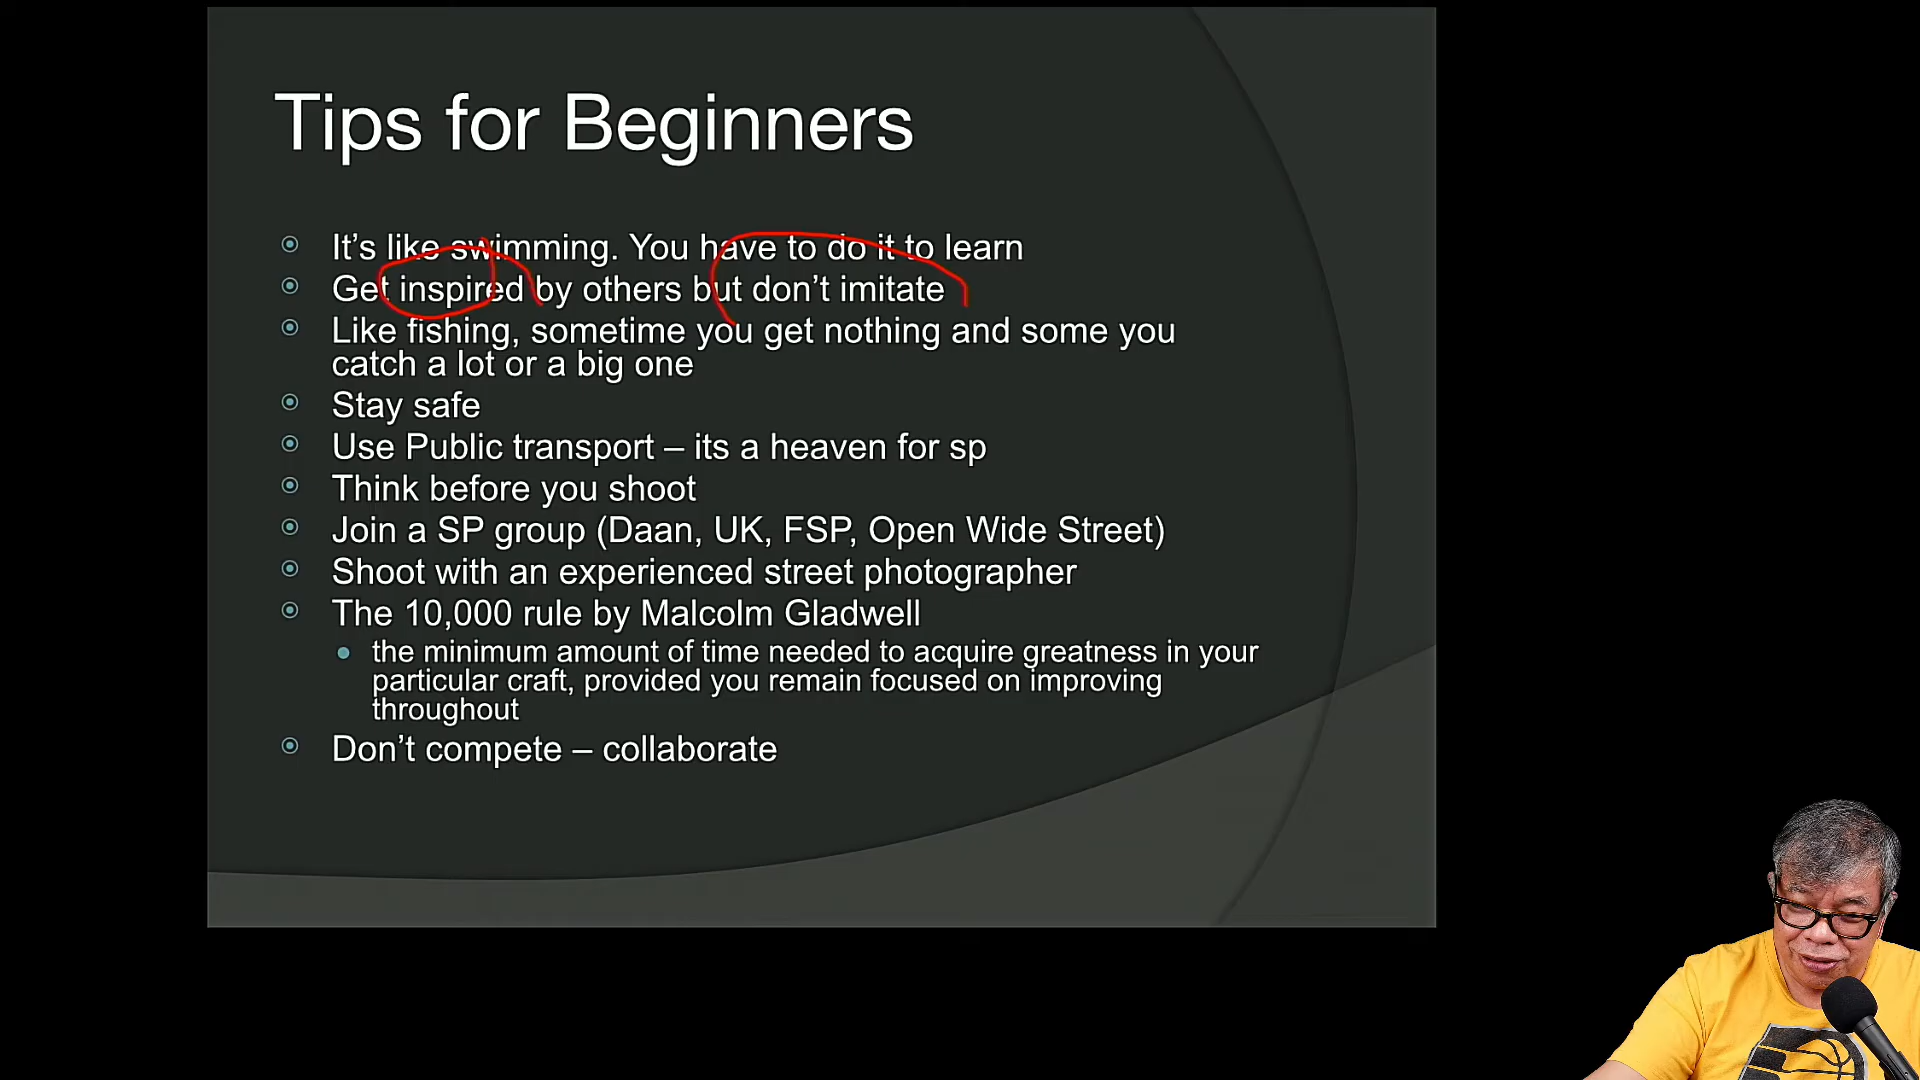 Tips for Beginners
It’s like swimming. You have to do it to learn
Get inspired by others but don’t imitate
Like fishing, sometime you get nothing and some you
catch a lot or a big one
Stay safe
Use Public transport – its a heaven for sp
Think before you shoot
Join a SP group (Daan, UK, FSP, Open Wide Street)
Shoot with an experienced street photographer
The 10,000 rule by Malcolm Gladwell
the minimum amount of time needed to acquire greatness in your
particular craft, provided you remain focused on improving
throughout
Don’t compete – collaborate